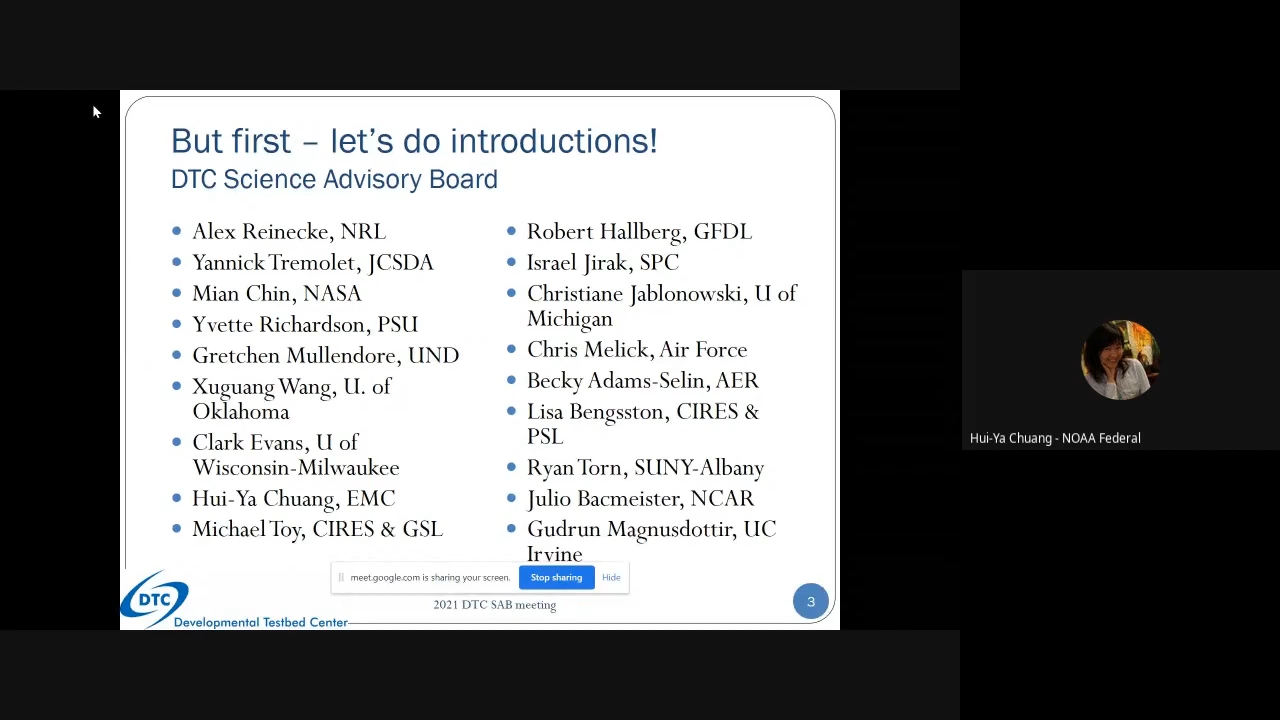 But first – let's do introductions!
DTC Science Advisory Board
Alex Reinecke, NRL
Yannick Tremolet, JCSDA
Mian Chin, NASA
Yvette Richardson, PSU
Gretchen Mullendore, UND
Xuguang Wang, U. of
Oklahoma
Clark Evans, U of
Wisconsin-Milwaukee
Hui-Ya Chuang, EMC
Michael Toy, CIRES & GSL
Robert Hallberg, GFDL
Israel Jirak, SPC
Christiane Jablonowski, U of
Michigan
Chris Melick, Air Force
Becky Adams-Selin, AER
Lisa Bengsston, CIRES &
PSL
Ryan Torn, SUNY-Albany
Julio Bacmeister, NCAR
Gudrun Magnusdottir, UC
Irvine
meet.google.com is sharing your screen. Stop sharing Hide
2021 DTC SAB meeting
3
DTC
Developmental Testbed Center
Hui-Ya Chuang - NOAA Federal